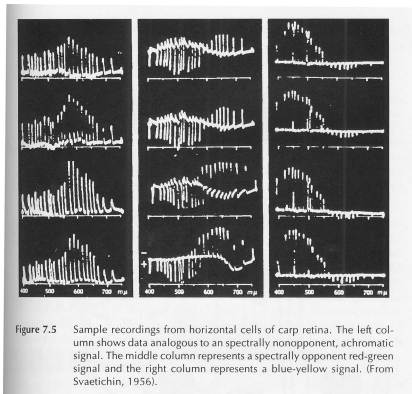 − +
400 500 600 700 mμ 400 500 600 700 mμ 400 500 600 700 mμ
Figure 7.5 Sample recordings from horizontal cells of carp retina. The left col-
umn shows data analogous to an spectrally nonopponent, achromatic
signal. The middle column represents a spectrally opponent red-green
signal and the right column represents a blue-yellow signal. (From
Svaetichin, 1956).